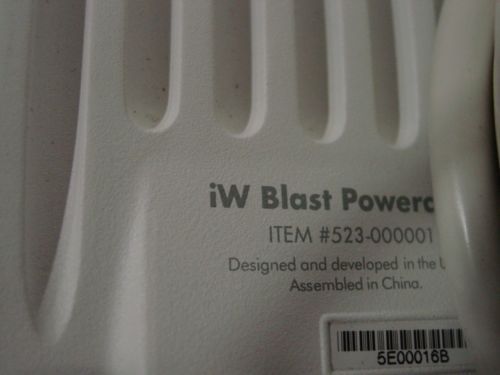 iW Blast Powerc
ITEM #523-000001
Designed and developed in the U
Assembled in China.
5E00016B